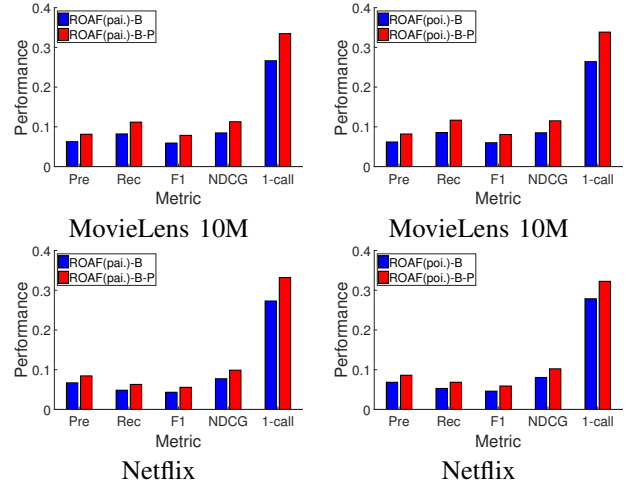 0.4
0.3
0.2
0.1
0
Performance
ROAF(pai.)-B
ROAF(pai.)-B-P
Pre Rec F1 NDCG 1-call
Metric
MovieLens 10M
0.4
0.3
0.2
0.1
0
Performance
ROAF(poi.)-B
ROAF(poi.)-B-P
Pre Rec F1 NDCG 1-call
Metric
MovieLens 10M
0.4
0.3
0.2
0.1
0
Performance
ROAF(pai.)-B
ROAF(pai.)-B-P
Pre Rec F1 NDCG 1-call
Metric
Netflix
0.4
0.3
0.2
0.1
0
Performance
ROAF(poi.)-B
ROAF(poi.)-B-P
Pre Rec F1 NDCG 1-call
Metric
Netflix